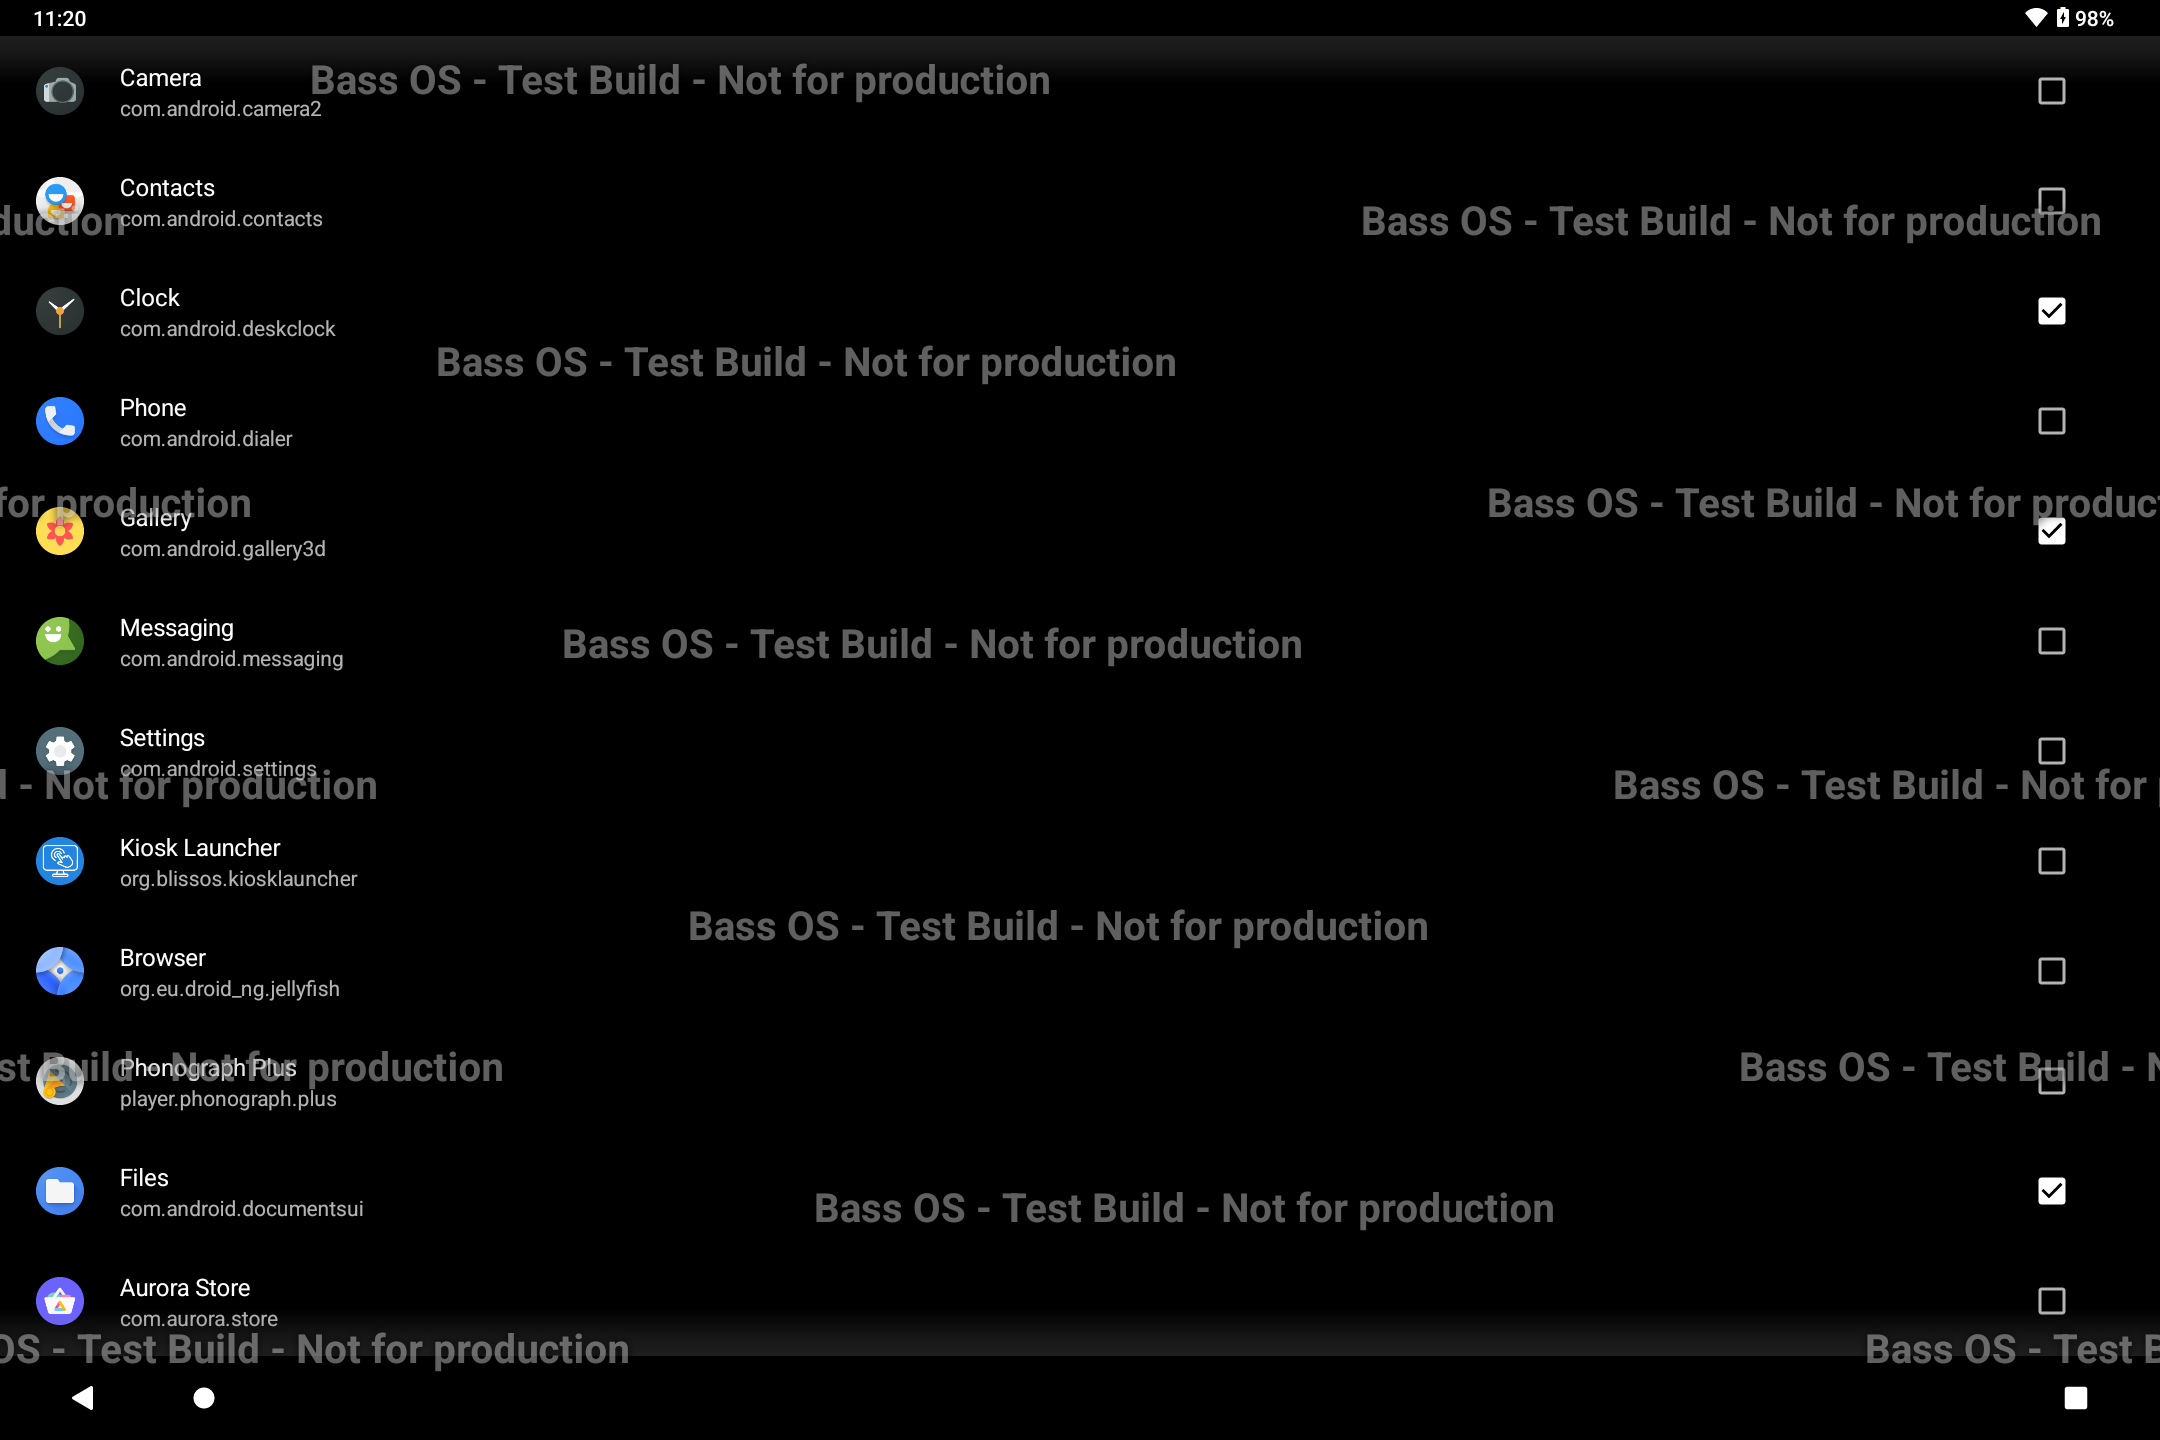 11:20
98%
Camera
Bass OS - Test Build - Not for production
com.android.camera2
Contacts
com.android.contacts
duction
Bass OS - Test Build - Not for production
Clock
com.android.deskclock
Bass OS - Test Build - Not for production
Phone
com.android.dialer
for production
Bass OS - Test Build - Not for produc
Gallery
com.android.gallery3d
Messaging
Bass OS - Test Build - Not for production
com.android.messaging
Settings
com.android.settings
d - Not for production
Bass OS - Test Build - Not for
Kiosk Launcher
org.blissos.kiosklauncher
Bass OS - Test Build - Not for production
Browser
org.eu.droid_ng.jellyfish
st Build - Not for production
Bass OS - Test Build - N
Phonograph Plus
player.phonograph.plus
Files
com.android.documentsui
Bass OS - Test Build - Not for production
Aurora Store
com.aurora.store
OS - Test Build - Not for production
Bass OS - Test B